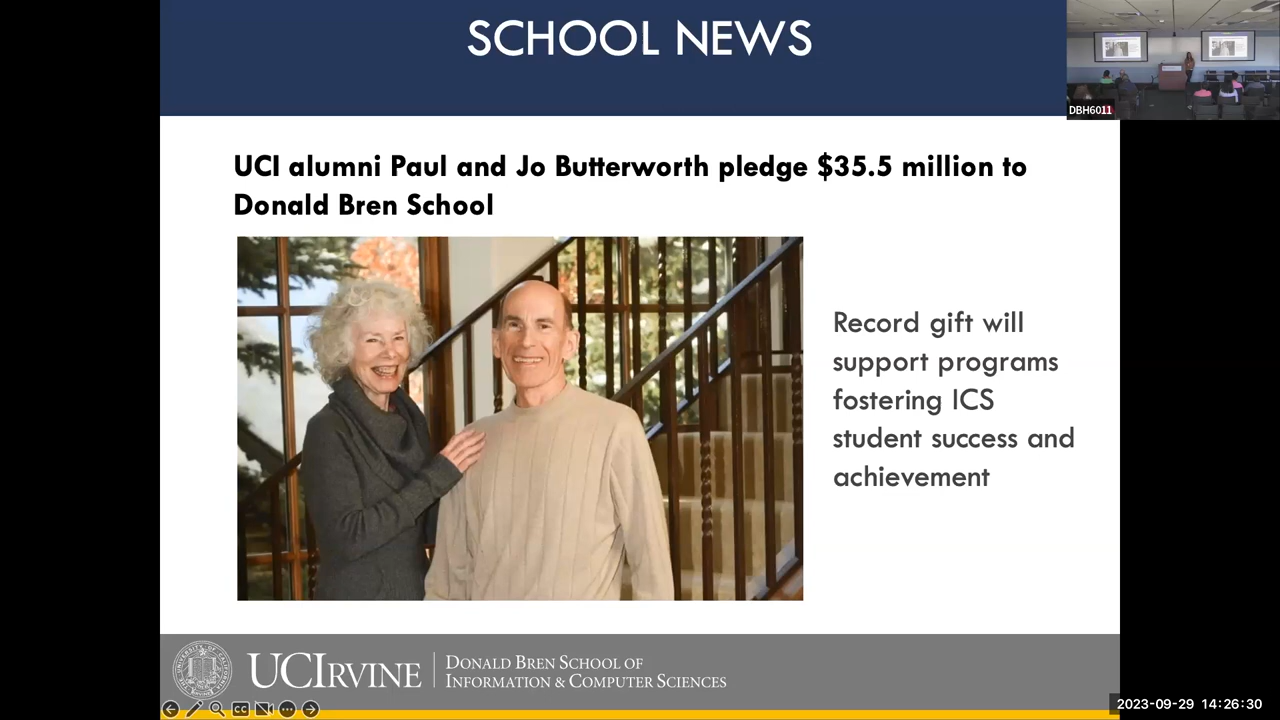 SCHOOL NEWS
DBH6011
UCI alumni Paul and Jo Butterworth pledge $35.5 million to
Donald Bren School
Record gift will
support programs
fostering ICS
student success and
achievement
UCIRVINE
DONALD BREN SCHOOL OF
INFORMATION & COMPUTER SCIENCES
CC
2023-09-29 14:26:30